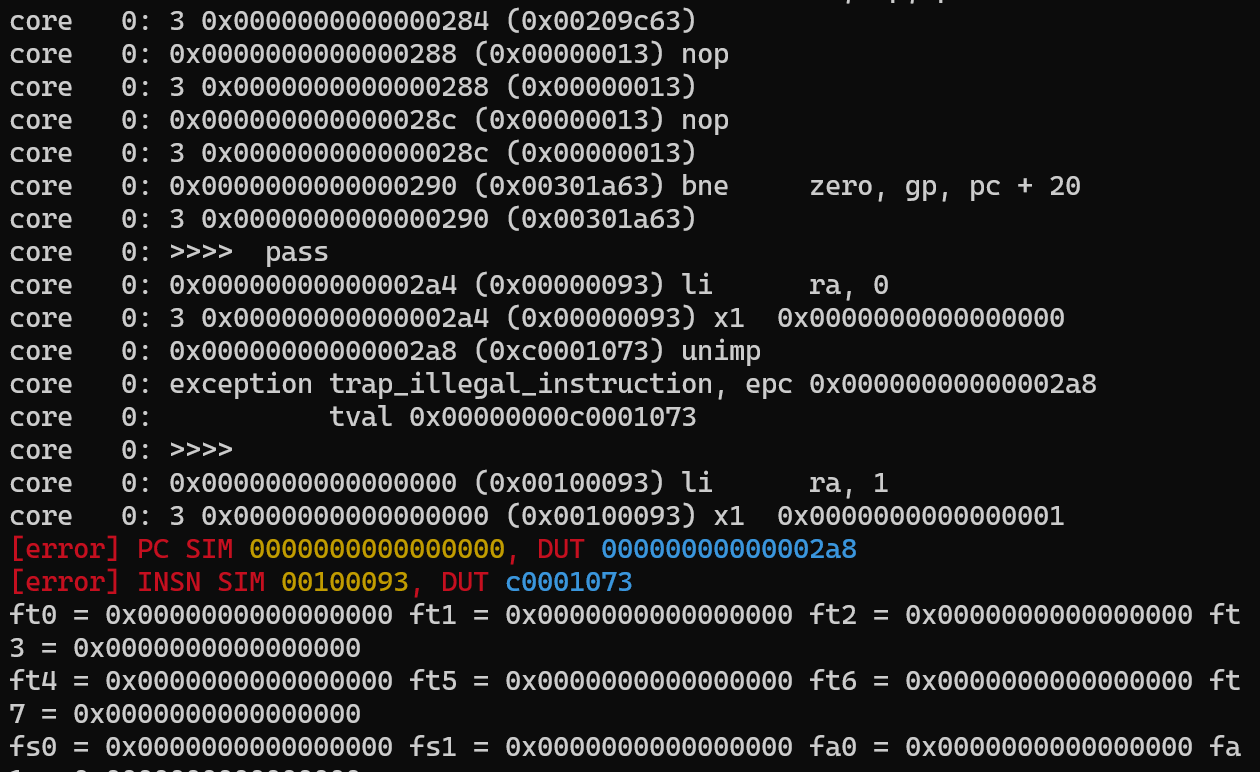 core   0: 3 0x0000000000000284 (0x00209c63)
core   0: 0x0000000000000288 (0x00000013) nop
core   0: 3 0x0000000000000288 (0x00000013)
core   0: 0x000000000000028c (0x00000013) nop
core   0: 3 0x000000000000028c (0x00000013)
core   0: 0x0000000000000290 (0x00301a63) bne     zero, gp, pc + 20
core   0: 3 0x0000000000000290 (0x00301a63)
core   0: >>>>  pass
core   0: 0x00000000000002a4 (0x00000093) li      ra, 0
core   0: 3 0x00000000000002a4 (0x00000093) x1  0x0000000000000000
core   0: 0x00000000000002a8 (0xc0001073) unimp
core   0: exception trap_illegal_instruction, epc 0x00000000000002a8
core   0:           tval 0x00000000c0001073
core   0: >>>>
core   0: 0x0000000000000000 (0x00100093) li      ra, 1
core   0: 3 0x0000000000000000 (0x00100093) x1  0x0000000000000001
[error] PC SIM 0000000000000000, DUT 00000000000002a8
[error] INSN SIM 00100093, DUT c0001073
ft0 = 0x0000000000000000 ft1 = 0x0000000000000000 ft2 = 0x0000000000000000 ft
3 = 0x0000000000000000
ft4 = 0x0000000000000000 ft5 = 0x0000000000000000 ft6 = 0x0000000000000000 ft
7 = 0x0000000000000000
fs0 = 0x0000000000000000 fs1 = 0x0000000000000000 fa0 = 0x0000000000000000 fa